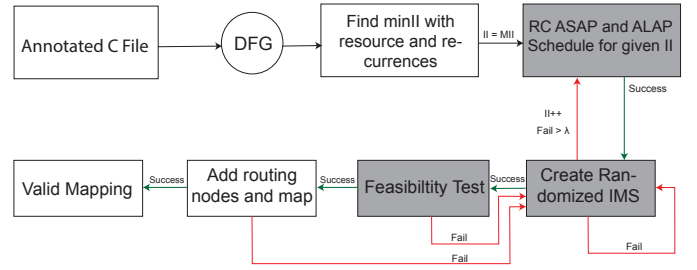 Annotated C File
DFG
Find minII with
resource and re-
currences
II = MII
RC ASAP and ALAP
Schedule for given II
Success
II++
Fail > λ
Valid Mapping
Success
Add routing
nodes and map
Success
Feasibiltity Test
Success
Create Ran-
domized IMS
Fail
Fail
Fail